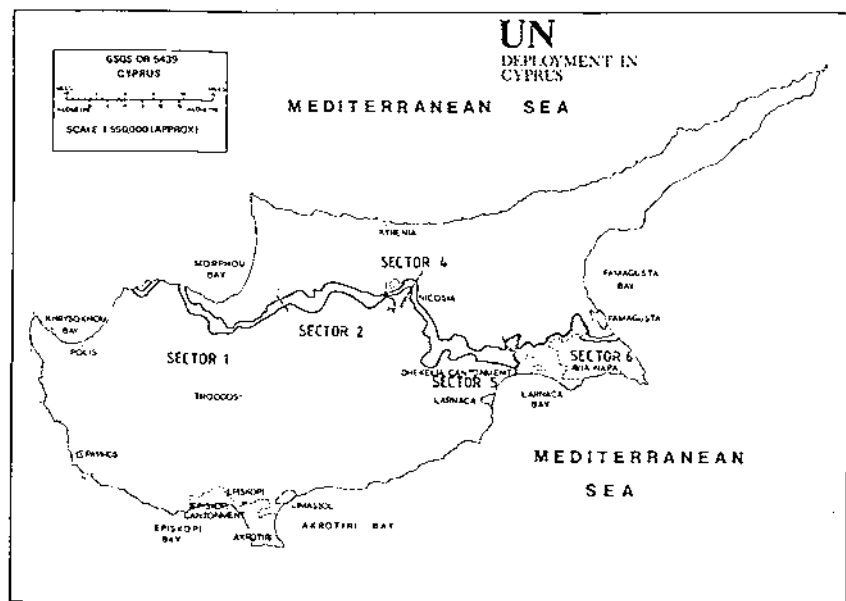 UN
DEPLOYMENT IN
CYPRUS
GSGS OR 5439
CYPRUS
SCALE 1:550,000 (APPROX)
MEDITERRANEAN SEA
KYRENIA
MORPHOU
BAY
SECTOR 4
NICOSIA
FAMAGUSTA
BAY
FAMAGUSTA
KHRYSOKHOU
BAY
POLIS
SECTOR 1
SECTOR 2
DHEKELIA CANTONMENT
SECTOR 5
SECTOR 6
AYIA NAPA
LARNACA
LARNACA
BAY
TROODOS
PAPHOS
MEDITERRANEAN
SEA
EPISKOPI
EPISKOPI
CANTONMENT
LIMASSOL
EPISKOPI
BAY
AKROTIRI
AKROTIRI BAY